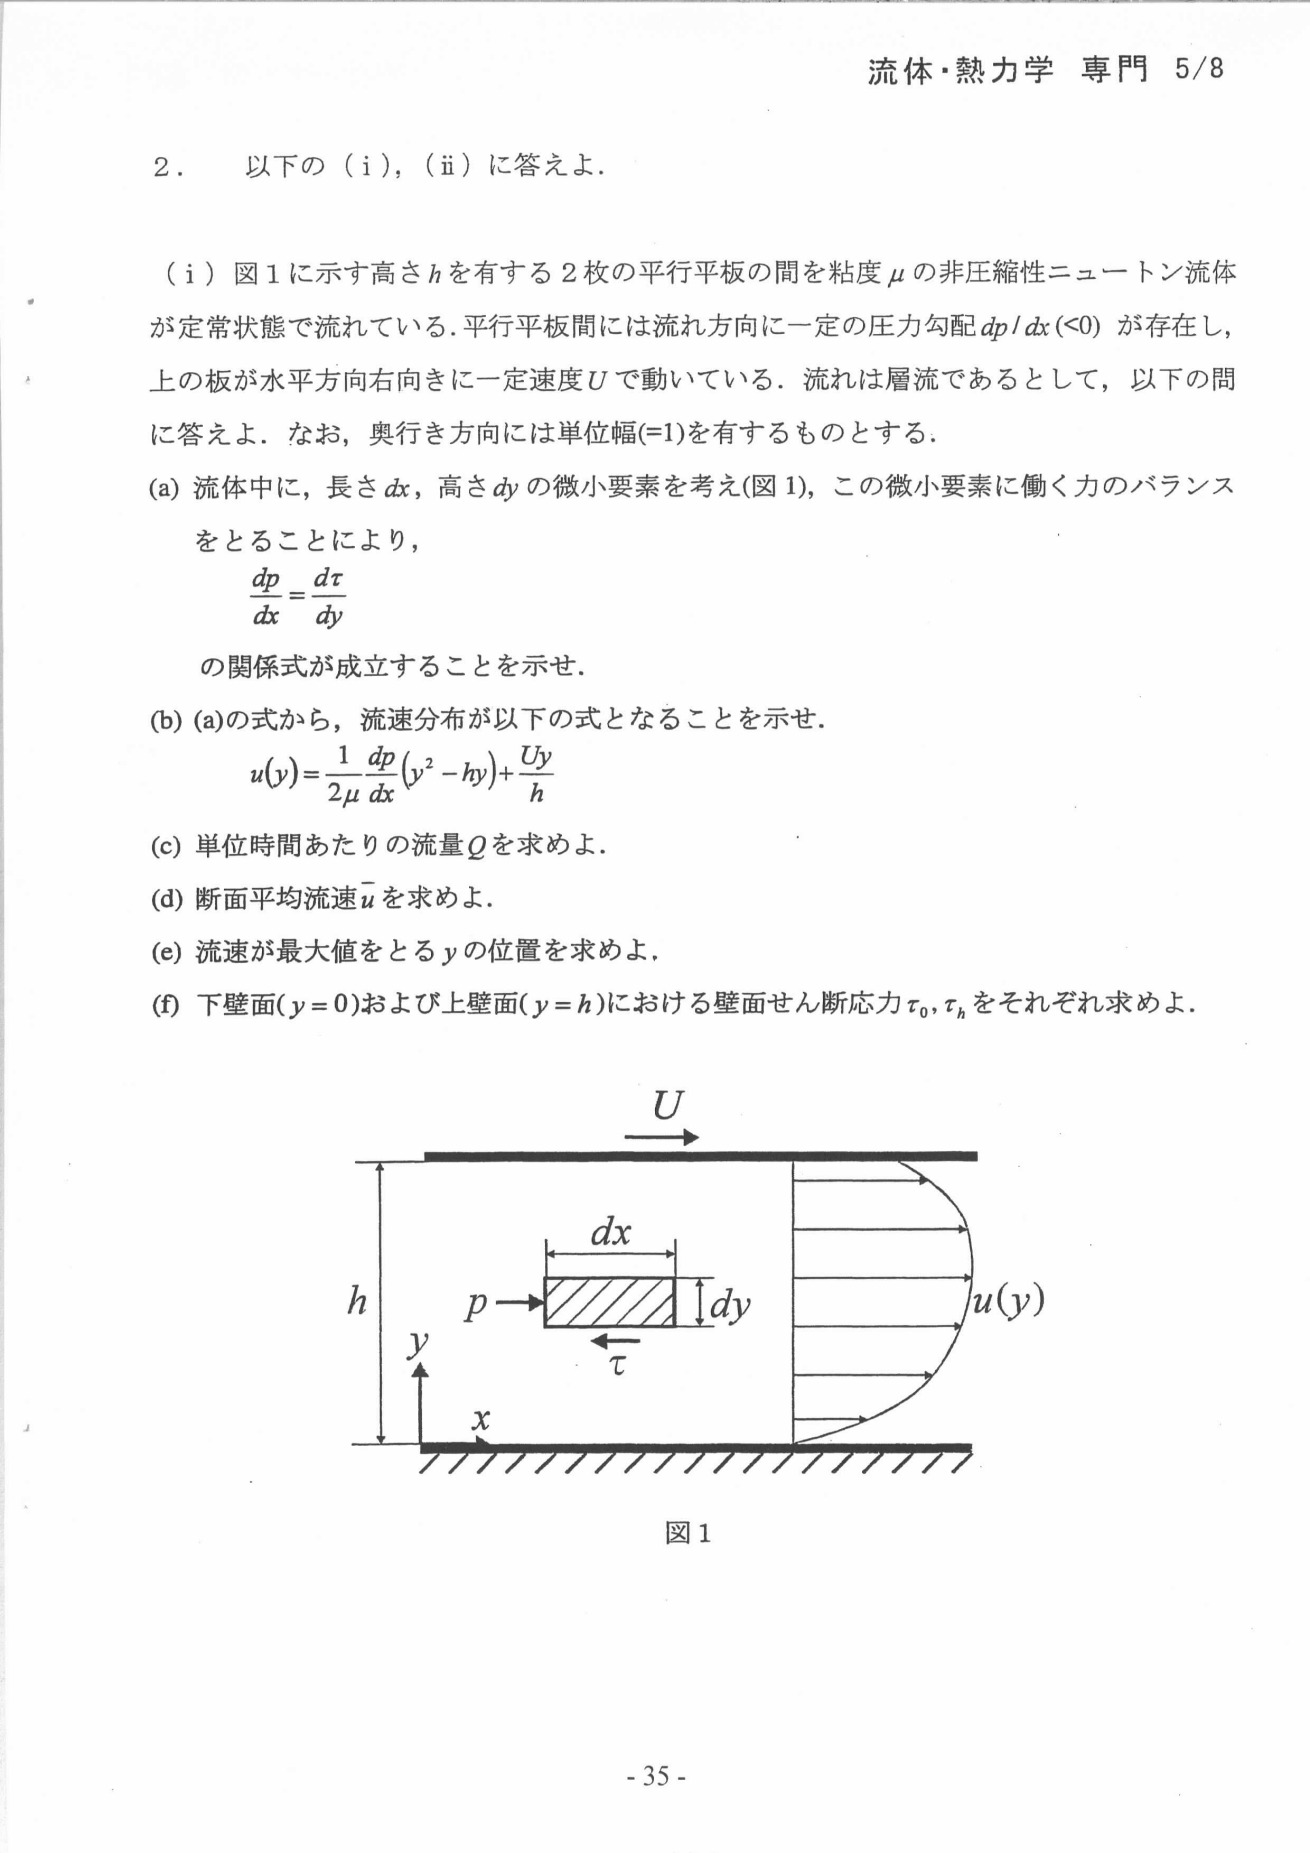 流体・熱力学 専門 5/8
2. 以下の（ⅰ），（ⅱ）に答えよ．
（ⅰ）図1に示す高さhを有する2枚の平行平板の間を粘度μの非圧縮性ニュートン流体
が定常状態で流れている．平行平板間には流れ方向に一定の圧力勾配dp/dx(<0) が存在し，
上の板が水平方向右向きに一定速度Uで動いている．流れは層流であるとして，以下の問
に答えよ．なお，奥行き方向には単位幅(=1)を有するものとする．
(a) 流体中に，長さdx，高さdyの微小要素を考え(図1)，この微小要素に働く力のバランス
をとることにより，
dp/dx = dτ/dy
の関係式が成立することを示せ．
(b) (a)の式から，流速分布が以下の式となることを示せ．
u(y) = 1/2μ dp/dx (y² − hy) + Uy/h
(c) 単位時間あたりの流量Qを求めよ．
(d) 断面平均流速u̅を求めよ．
(e) 流速が最大値をとるyの位置を求めよ．
(f) 下壁面(y=0)および上壁面(y=h)における壁面せん断応力τ₀, τₕをそれぞれ求めよ．
U
dx
h
p
dy
u(y)
y
τ
x
図1
- 35 -